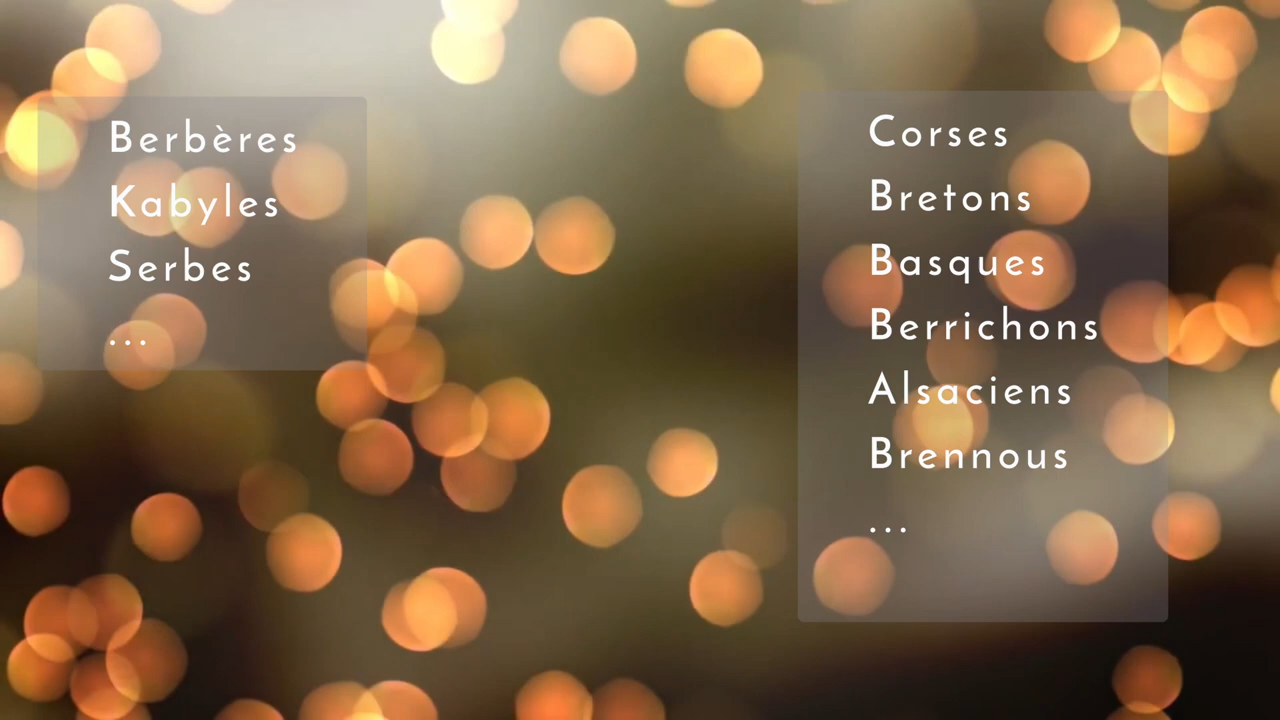 Berbères
Kabyles
Serbes
...
Corses
Bretons
Basques
Berrichons
Alsaciens
Brennous
...